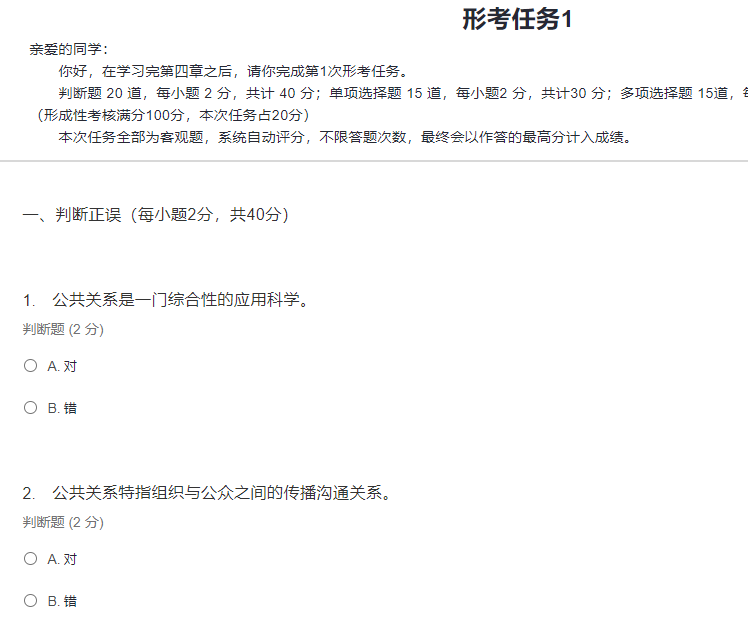 形考任务1
亲爱的同学：
你好，在学习完第四章之后，请你完成第1次形考任务。
判断题 20 道，每小题 2 分，共计 40 分；单项选择题 15 道，每小题2 分，共计30 分；多项选择题 15道，
（形成性考核满分100分，本次任务占20分）
本次任务全部为客观题，系统自动评分，不限答题次数，最终会以作答的最高分计入成绩。
一、判断正误（每小题2分，共40分）
1. 公共关系是一门综合性的应用科学。
判断题 (2 分)
A. 对
B. 错
2. 公共关系特指组织与公众之间的传播沟通关系。
判断题 (2 分)
A. 对
B. 错